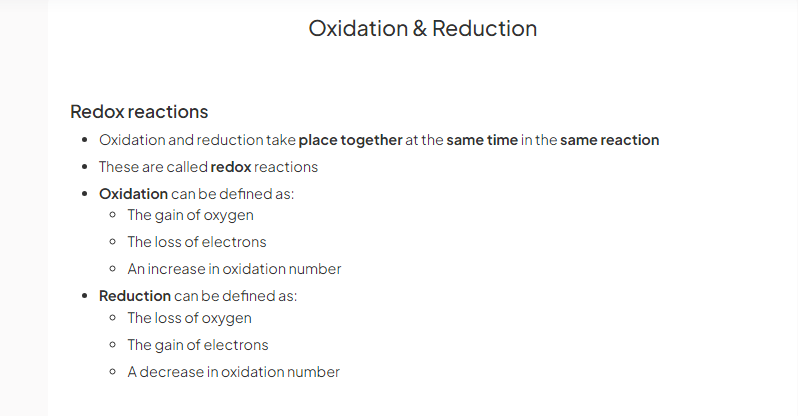 Oxidation & Reduction
Redox reactions
Oxidation and reduction take place together at the same time in the same reaction
These are called redox reactions
Oxidation can be defined as:
The gain of oxygen
The loss of electrons
An increase in oxidation number
Reduction can be defined as:
The loss of oxygen
The gain of electrons
A decrease in oxidation number